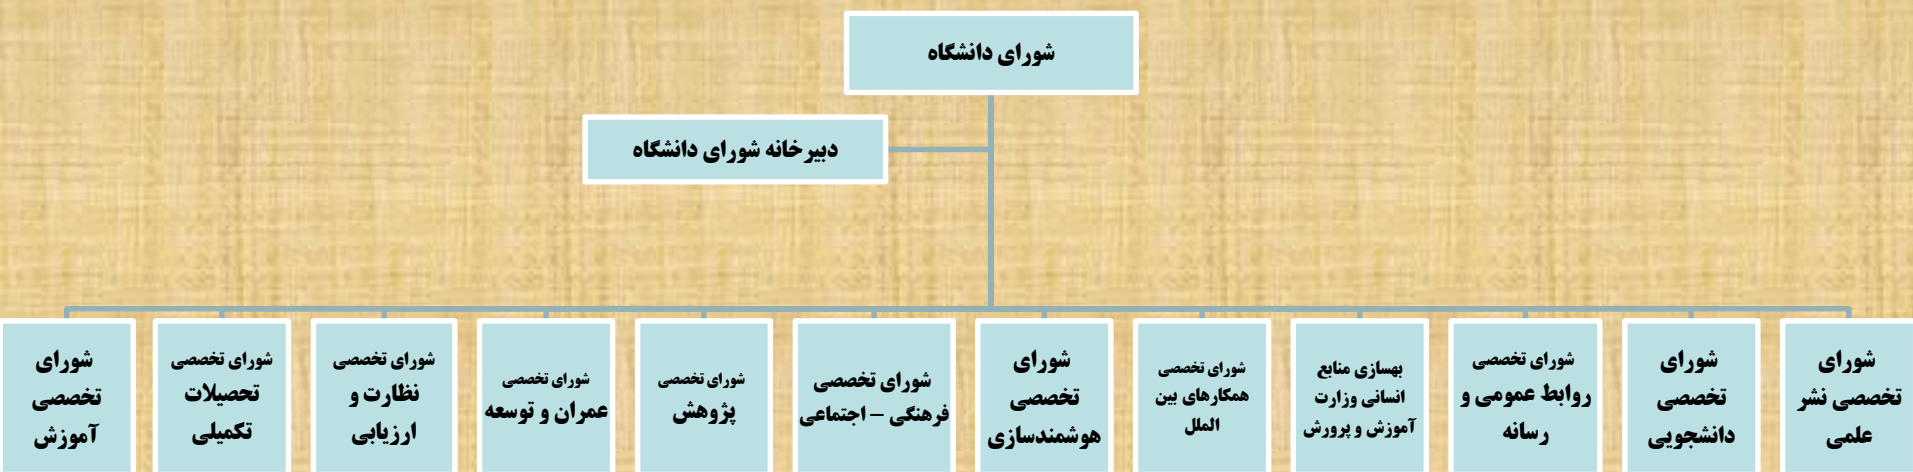 شورای دانشگاه
دبیرخانه شورای دانشگاه
شورای
تخصصی نشر
علمی
شورای
تخصصی
دانشجویی
شورای تخصصی
روابط عمومی و
رسانه
بهسازی منابع
انسانی وزارت
آموزش و پرورش
شورای تخصصی
همکارهای بین
الملل
شورای
تخصصی
هوشمندسازی
شورای تخصصی
فرهنگی – اجتماعی
شورای تخصصی
پژوهش
شورای تخصصی
عمران و توسعه
شورای تخصصی
نظارت و
ارزیابی
شورای تخصصی
تحصیلات
تکمیلی
شورای
تخصصی
آموزش